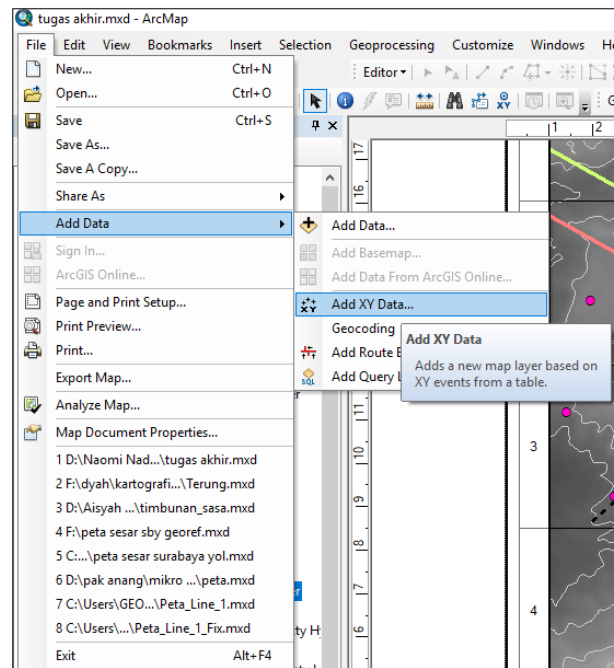 tugas akhir.mxd - ArcMap
File Edit View Bookmarks Insert Selection Geoprocessing Customize Windows
New... Ctrl+N
Editor
Open... Ctrl+O
Save Ctrl+S
Save As...
Save A Copy...
Share As
Add Data
Add Data...
Sign In...
Add Basemap...
ArcGIS Online...
Add Data From ArcGIS Online...
Page and Print Setup...
Add XY Data...
Print Preview...
Geocoding
Add XY Data
Print...
Add Route
Adds a new map layer based on
XY events from a table.
Export Map...
SQL Add Query
Analyze Map...
Map Document Properties...
1 D:\Naomi Nad...\tugas akhir.mxd
2 F:\dyah\kartografi...\Terung.mxd
3 D:\Aisyah ...\timbunan_sasa.mxd
4 F:\peta sesar sby georef.mxd
5 C:...\peta sesar surabaya yol.mxd
6 D:\pak anang\mikro ...\peta.mxd
7 C:\Users\GEO...\Peta_Line_1.mxd
8 C:\Users\...\Peta_Line_1_Fix.mxd
Exit Alt+F4
1 2
17
16
11
10
9
8
7
6
3
4